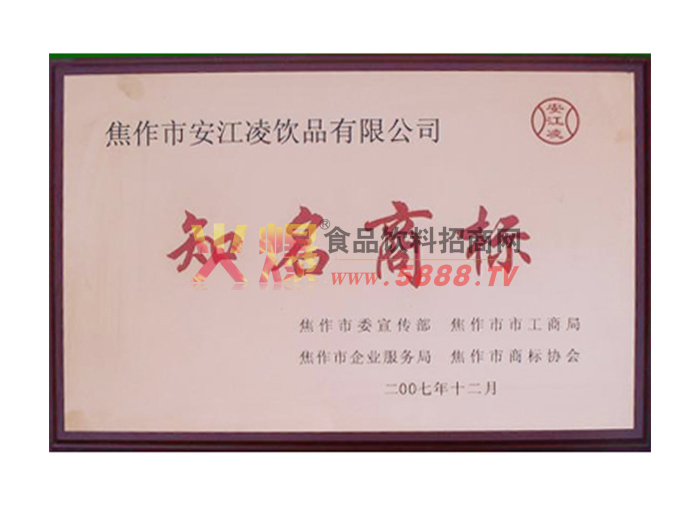 焦作市安江凌饮品有限公司
安
江
凌
知名商标
火爆®食品饮料招商网
www.5888.TV
焦作市委宣传部 焦作市市工商局
焦作市企业服务局 焦作市商标协会
二00七年十二月